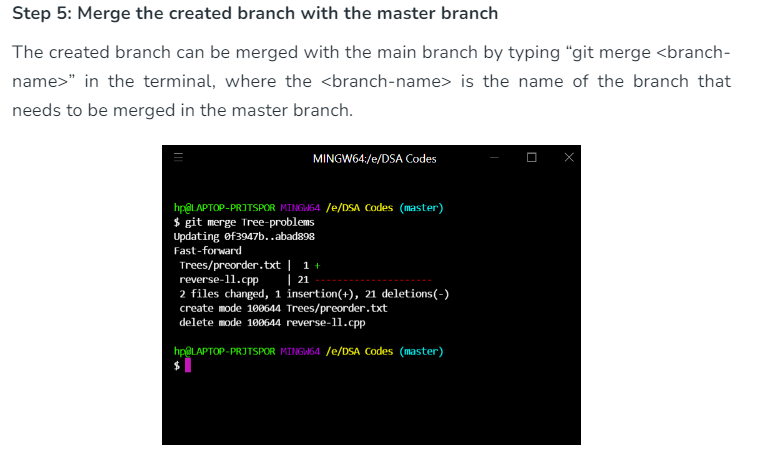 Step 5: Merge the created branch with the master branch
The created branch can be merged with the main branch by typing “git merge <branch-
name>” in the terminal, where the <branch-name> is the name of the branch that
needs to be merged in the master branch.
MINGW64:/e/DSA Codes
hp@LAPTOP-PRJTSPOR MINGW64 /e/DSA Codes (master)
$ git merge Tree-problems
Updating 0f3947b..abad898
Fast-forward
Trees/preorder.txt | 1 +
reverse-ll.cpp | 21 ---------------------
2 files changed, 1 insertion(+), 21 deletions(-)
create mode 100644 Trees/preorder.txt
delete mode 100644 reverse-ll.cpp
hp@LAPTOP-PRJTSPOR MINGW64 /e/DSA Codes (master)
$